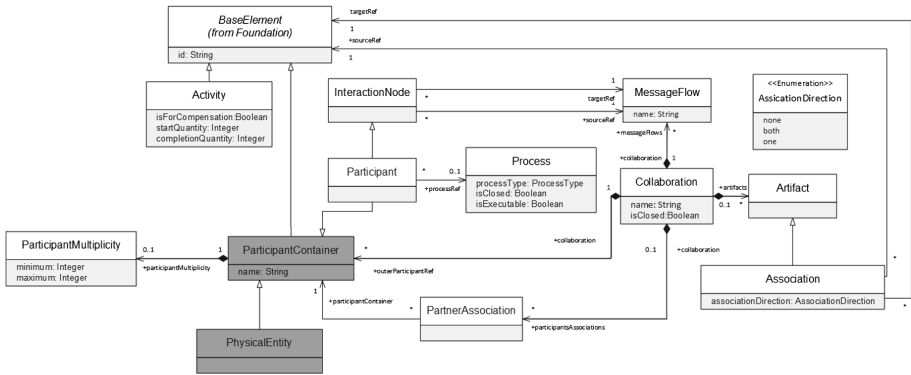 targetRef
1
+sourceRef
1
BaseElement
(from Foundation)
id: String
Activity
isForCompensation:Boolean
startQuantity: Integer
completionQuantity: Integer
InteractionNode
*
*
1
targetRef
1
+sourceRef
MessageFlow
name: String
+messageFlows
*
<<Enumeration>>
AssicationDirection
none
both
one
Participant
*
+processRef
0..1
Process
processType: ProcessType
isClosed: Boolean
isExecutable: Boolean
+collaboration
1
1
Collaboration
name: String
isClosed:Boolean
+artifacts
0..1
*
Artifact
ParticipantMultiplicity
minimum: Integer
maximum: Integer
0..1
1
+participantMultiplicity
ParticipantContainer
name: String
*
+outerParticipantRef
+collaboration
0..1
+collaboration
Association
associationDirection: AssociationDirection
*
*
1
+participantContainer
*
PartnerAssociation
*
+participantsAssociations
PhysicalEntity